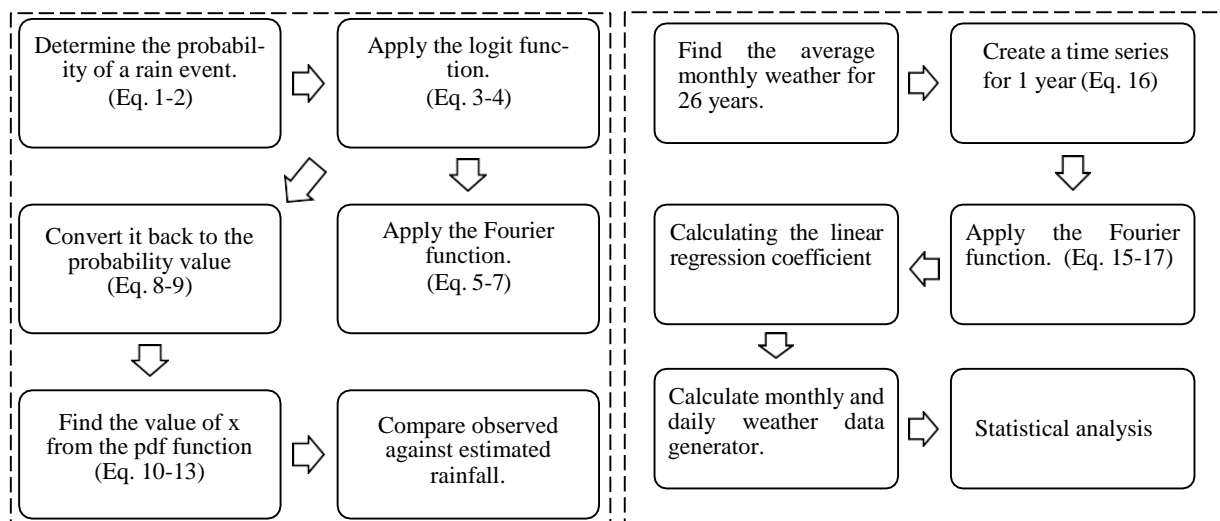 Determine the probabil-
ity of a rain event.
(Eq. 1-2)
Apply the logit func-
tion.
(Eq. 3-4)
Convert it back to the
probability value
(Eq. 8-9)
Apply the Fourier
function.
(Eq. 5-7)
Find the value of x
from the pdf function
(Eq. 10-13)
Compare observed
against estimated
rainfall.
Find the average
monthly weather for
26 years.
Create a time series
for 1 year (Eq. 16)
Calculating the linear
regression coefficient
Apply the Fourier
function. (Eq. 15-17)
Calculate monthly and
daily weather data
generator.
Statistical analysis